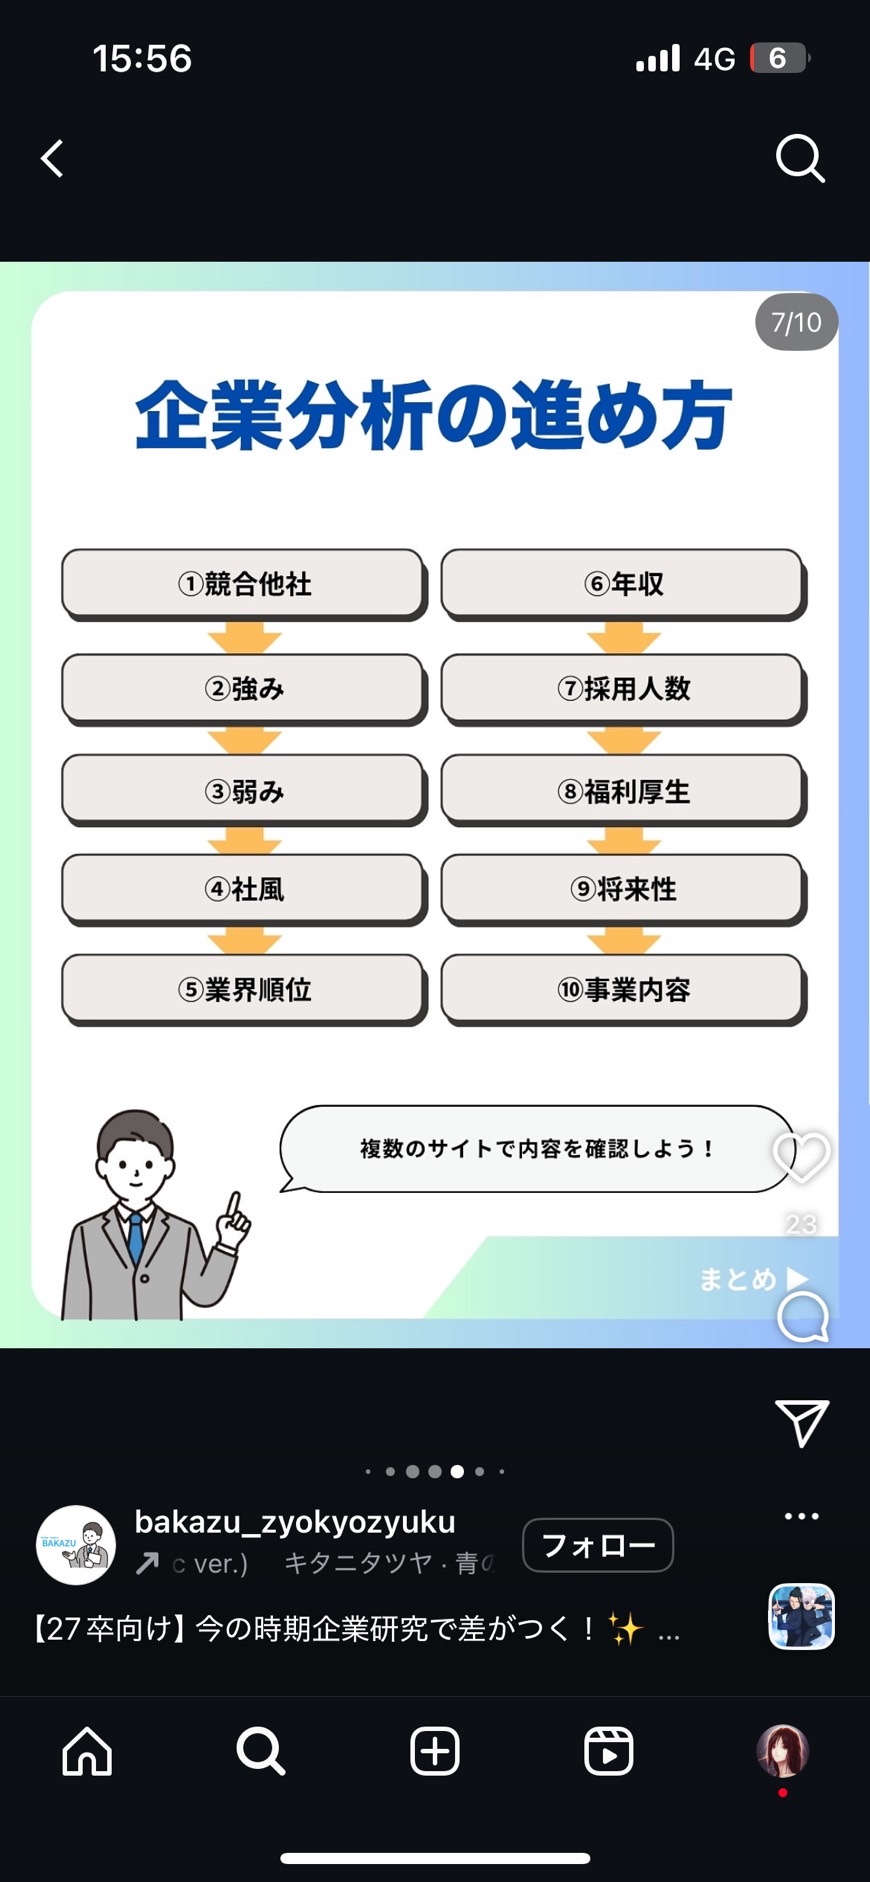 15:56
4G
6
7/10
企業分析の進め方
①競合他社
②強み
③弱み
④社風
⑤業界順位
⑥年収
⑦採用人数
⑧福利厚生
⑨将来性
⑩事業内容
複数のサイトで内容を確認しよう！
23
まとめ▶
BAKAZU
bakazu_zyokyozyuku
c ver.) キタニタツヤ · 青の
フォロー
【27卒向け】今の時期企業研究で差がつく！✨ ...